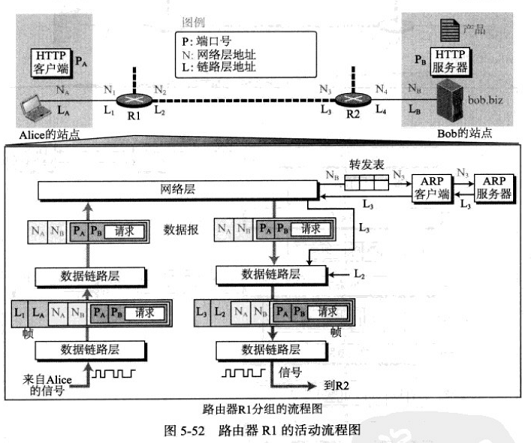 图例
P: 端口号
N: 网络层地址
L: 链路层地址
HTTP
客户端
P_A
产品
P_B
HTTP
服务器
N_A
N_1
N_2
N_3
N_4
N_B
bob.biz
L_A
L_1
R1
L_2
L_3
R2
L_4
L_B
Alice的站点
Bob的站点
转发表
网络层
N_B
N_3
ARP
客户端
N_3
ARP
服务器
L_3
L_3
N_A N_B P_A P_B 请求
数据报
N_A N_B P_A P_B 请求
L_3
数据链路层
数据链路层
L_2
L_1 L_A N_A N_B P_A P_B 请求
L_3 L_2 N_A N_B P_A P_B 请求
帧
帧
数据链路层
数据链路层
来自Alice
的信号
信号
到R2
路由器R1分组的流程图
图 5-52 路由器 R1 的活动流程图